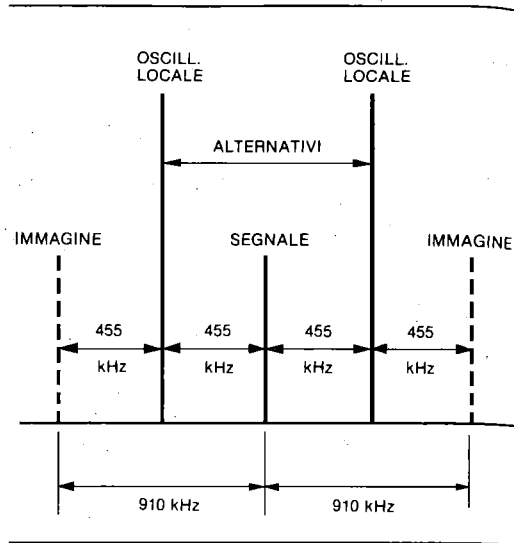 OSCILL.
LOCALE
OSCILL.
LOCALE
ALTERNATIVI
IMMAGINE
SEGNALE
IMMAGINE
455
kHz
455
kHz
455
kHz
455
kHz
910 kHz
910 kHz